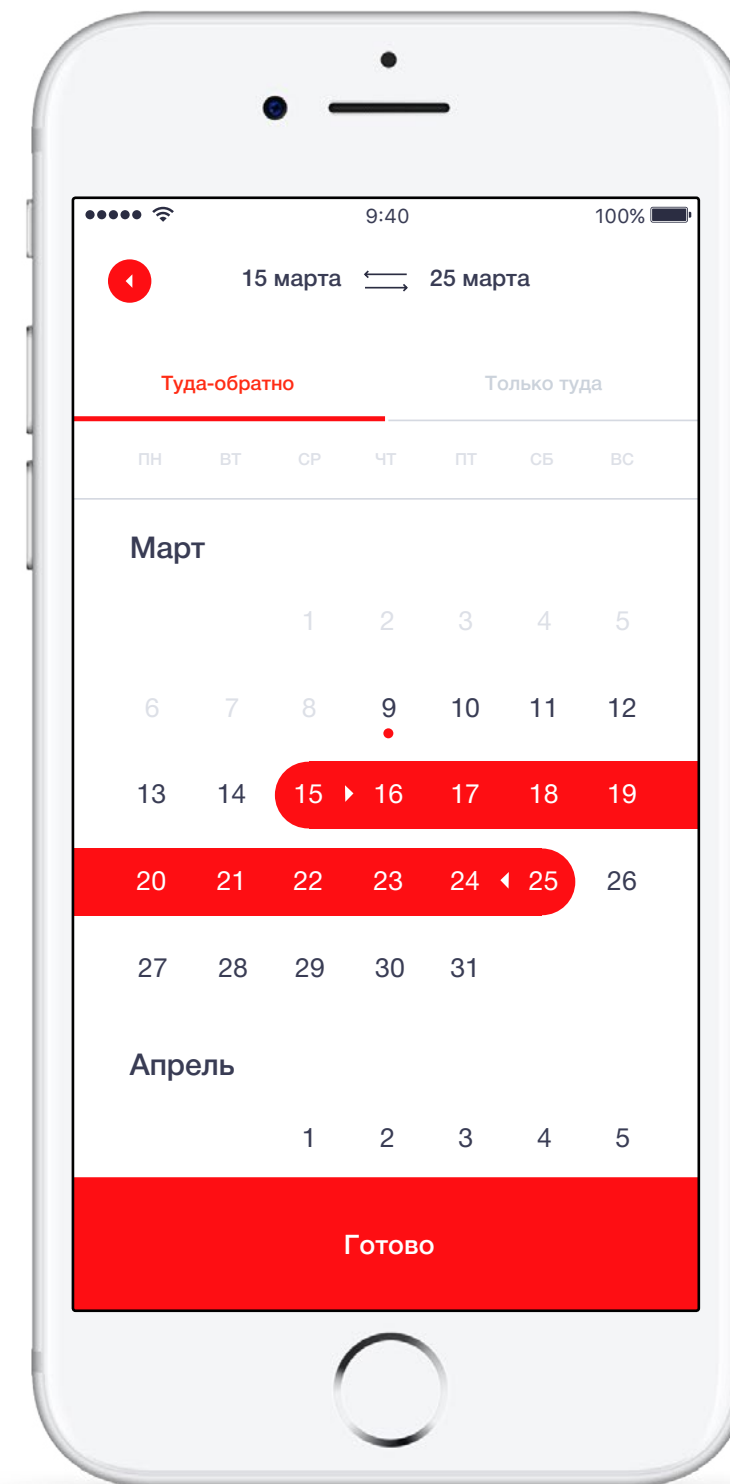 9:40 100%
15 марта 25 марта
Туда-обратно Только туда
ПН ВТ СР ЧТ ПТ СБ ВС
Март
1 2 3 4 5
6 7 8 9 10 11 12
13 14 15 16 17 18 19
20 21 22 23 24 25 26
27 28 29 30 31
Апрель
1 2 3 4 5
Готово